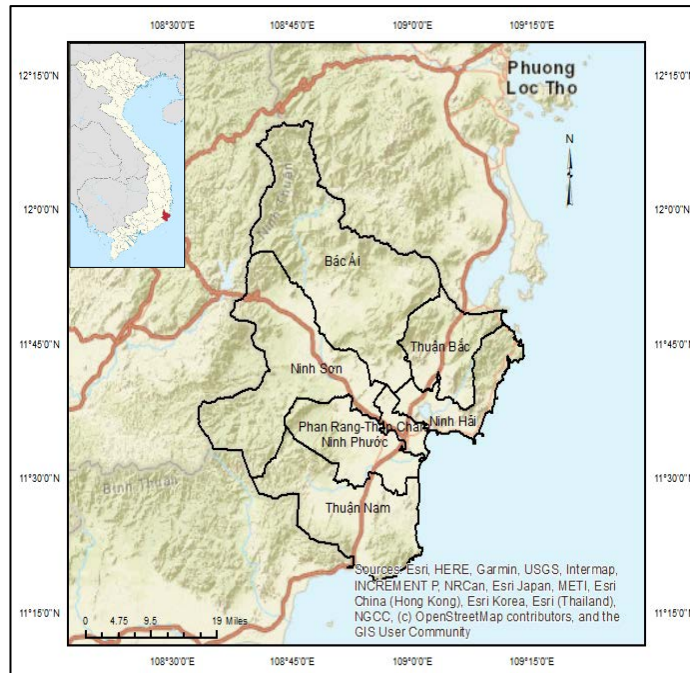 108°30'0"E 108°45'0"E 109°0'0"E 109°15'0"E
12°15'0"N 12°15'0"N
Phuong
Loc Tho
N
12°0'0"N 12°0'0"N
Bác Ái
11°45'0"N 11°45'0"N
Thuận Bắc
Ninh Sơn
Ninh Hải
Phan Rang-Tháp Chàm
Ninh Phước
11°30'0"N 11°30'0"N
Binh Thuan
Thuận Nam
Sources: Esri, HERE, Garmin, USGS, Intermap,
INCREMENT P, NRCan, Esri Japan, METI, Esri
China (Hong Kong), Esri Korea, Esri (Thailand),
NGCC, (c) OpenStreetMap contributors, and the
GIS User Community
11°15'0"N 11°15'0"N
0 4.75 9.5 19 Miles
108°30'0"E 108°45'0"E 109°0'0"E 109°15'0"E